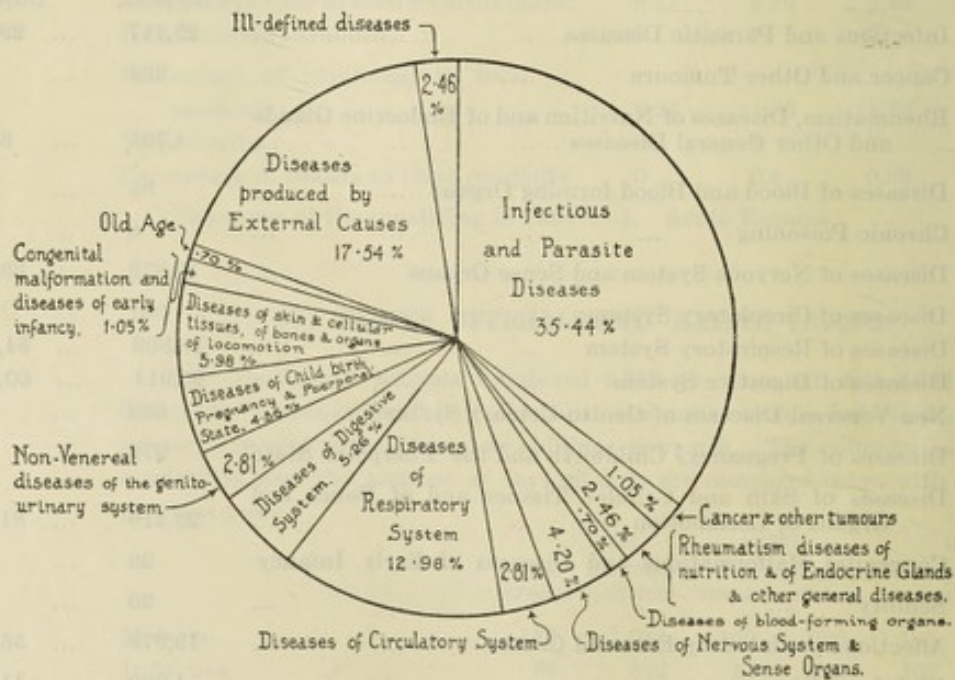 Ill-defined diseases
2·46
%
Diseases
produced by
External Causes
17·54 %
Infectious
and Parasite
Diseases
35·44 %
Old Age
·70 %
Congenital
malformation and
diseases of early
infancy,
1·05 %
Diseases of skin & cellular
tissues, of bones & organs
of locomotion
5·98 %
Diseases of Child birth
Pregnancy &
State,
2·81 %
Non-Venereal
diseases of the genito-
urinary system
Diseases of Digestive
System.
5·26 %
Diseases
of
Respiratory
System
12·98 %
2·81%
Diseases of Circulatory System
4·20%
Diseases of Nervous System &
Sense Organs.
·70%
Diseases of blood-forming organs.
2·46 %
Rheumatism diseases of
nutrition & of Endocrine Glands
& other general diseases.
1·05 %
Cancer & other tumours